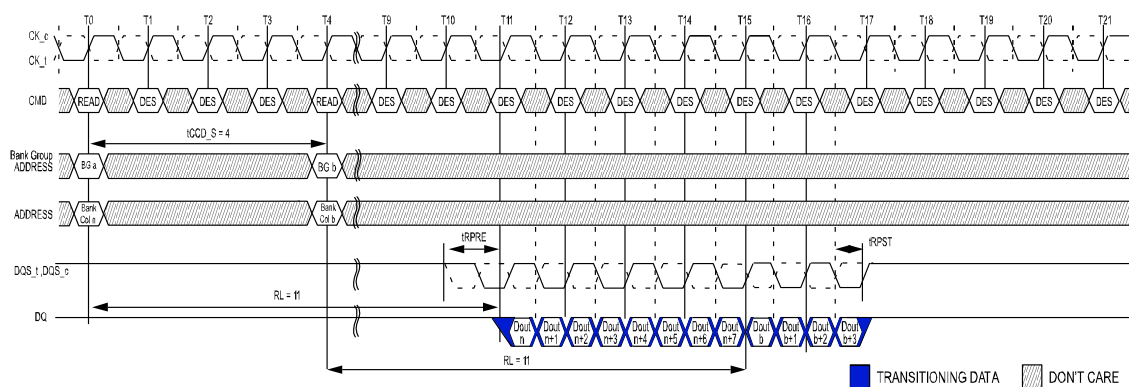 T0 T1 T2 T3 T4 T9 T10 T11 T12 T13 T14 T15 T16 T17 T18 T19 T20 T21
CK_c
CK_t
CMD READ DES DES DES READ DES DES DES DES DES DES DES DES DES DES DES DES DES
tCCD_S = 4
Bank Group
ADDRESS BG a BG b
ADDRESS Bank Col n Bank Col b
tRPRE tRPST
DQS_t ,DQS_c
RL = 11
DQ Dout n Dout n+1 Dout n+2 Dout n+3 Dout n+4 Dout n+5 Dout n+6 Dout n+7 Dout b Dout b+1 Dout b+2 Dout b+3
RL = 11
TRANSITIONING DATA DON'T CARE